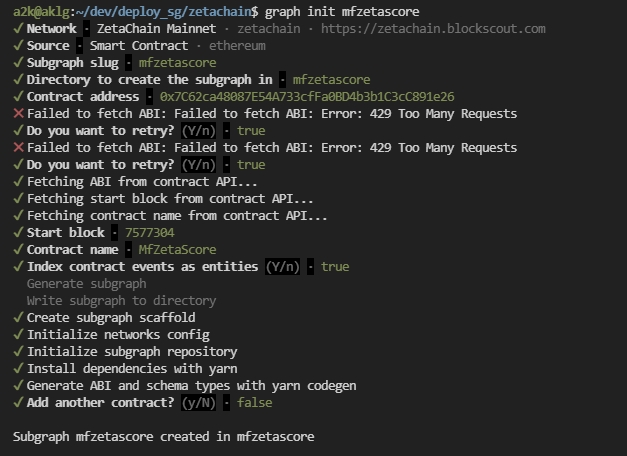 a2k@aklg:~/dev/deploy_sg/zetachain$ graph init mfzetascore
✓ Network · ZetaChain Mainnet · zetachain · https://zetachain.blockscout.com
✓ Source · Smart Contract · ethereum
✓ Subgraph slug · mfzetascore
✓ Directory to create the subgraph in · mfzetascore
✓ Contract address · 0x7C62ca48087E54A733cfFa0BD4b3b1C3cC891e26
✕ Failed to fetch ABI: Failed to fetch ABI: Error: 429 Too Many Requests
✓ Do you want to retry? (Y/n) · true
✕ Failed to fetch ABI: Failed to fetch ABI: Error: 429 Too Many Requests
✓ Do you want to retry? (Y/n) · true
✓ Fetching ABI from contract API...
✓ Fetching start block from contract API...
✓ Fetching contract name from contract API...
✓ Start block · 7577304
✓ Contract name · MfZetaScore
✓ Index contract events as entities (Y/n) · true
Generate subgraph
Write subgraph to directory
✓ Create subgraph scaffold
✓ Initialize networks config
✓ Initialize subgraph repository
✓ Install dependencies with yarn
✓ Generate ABI and schema types with yarn codegen
✓ Add another contract? (y/N) · false
Subgraph mfzetascore created in mfzetascore